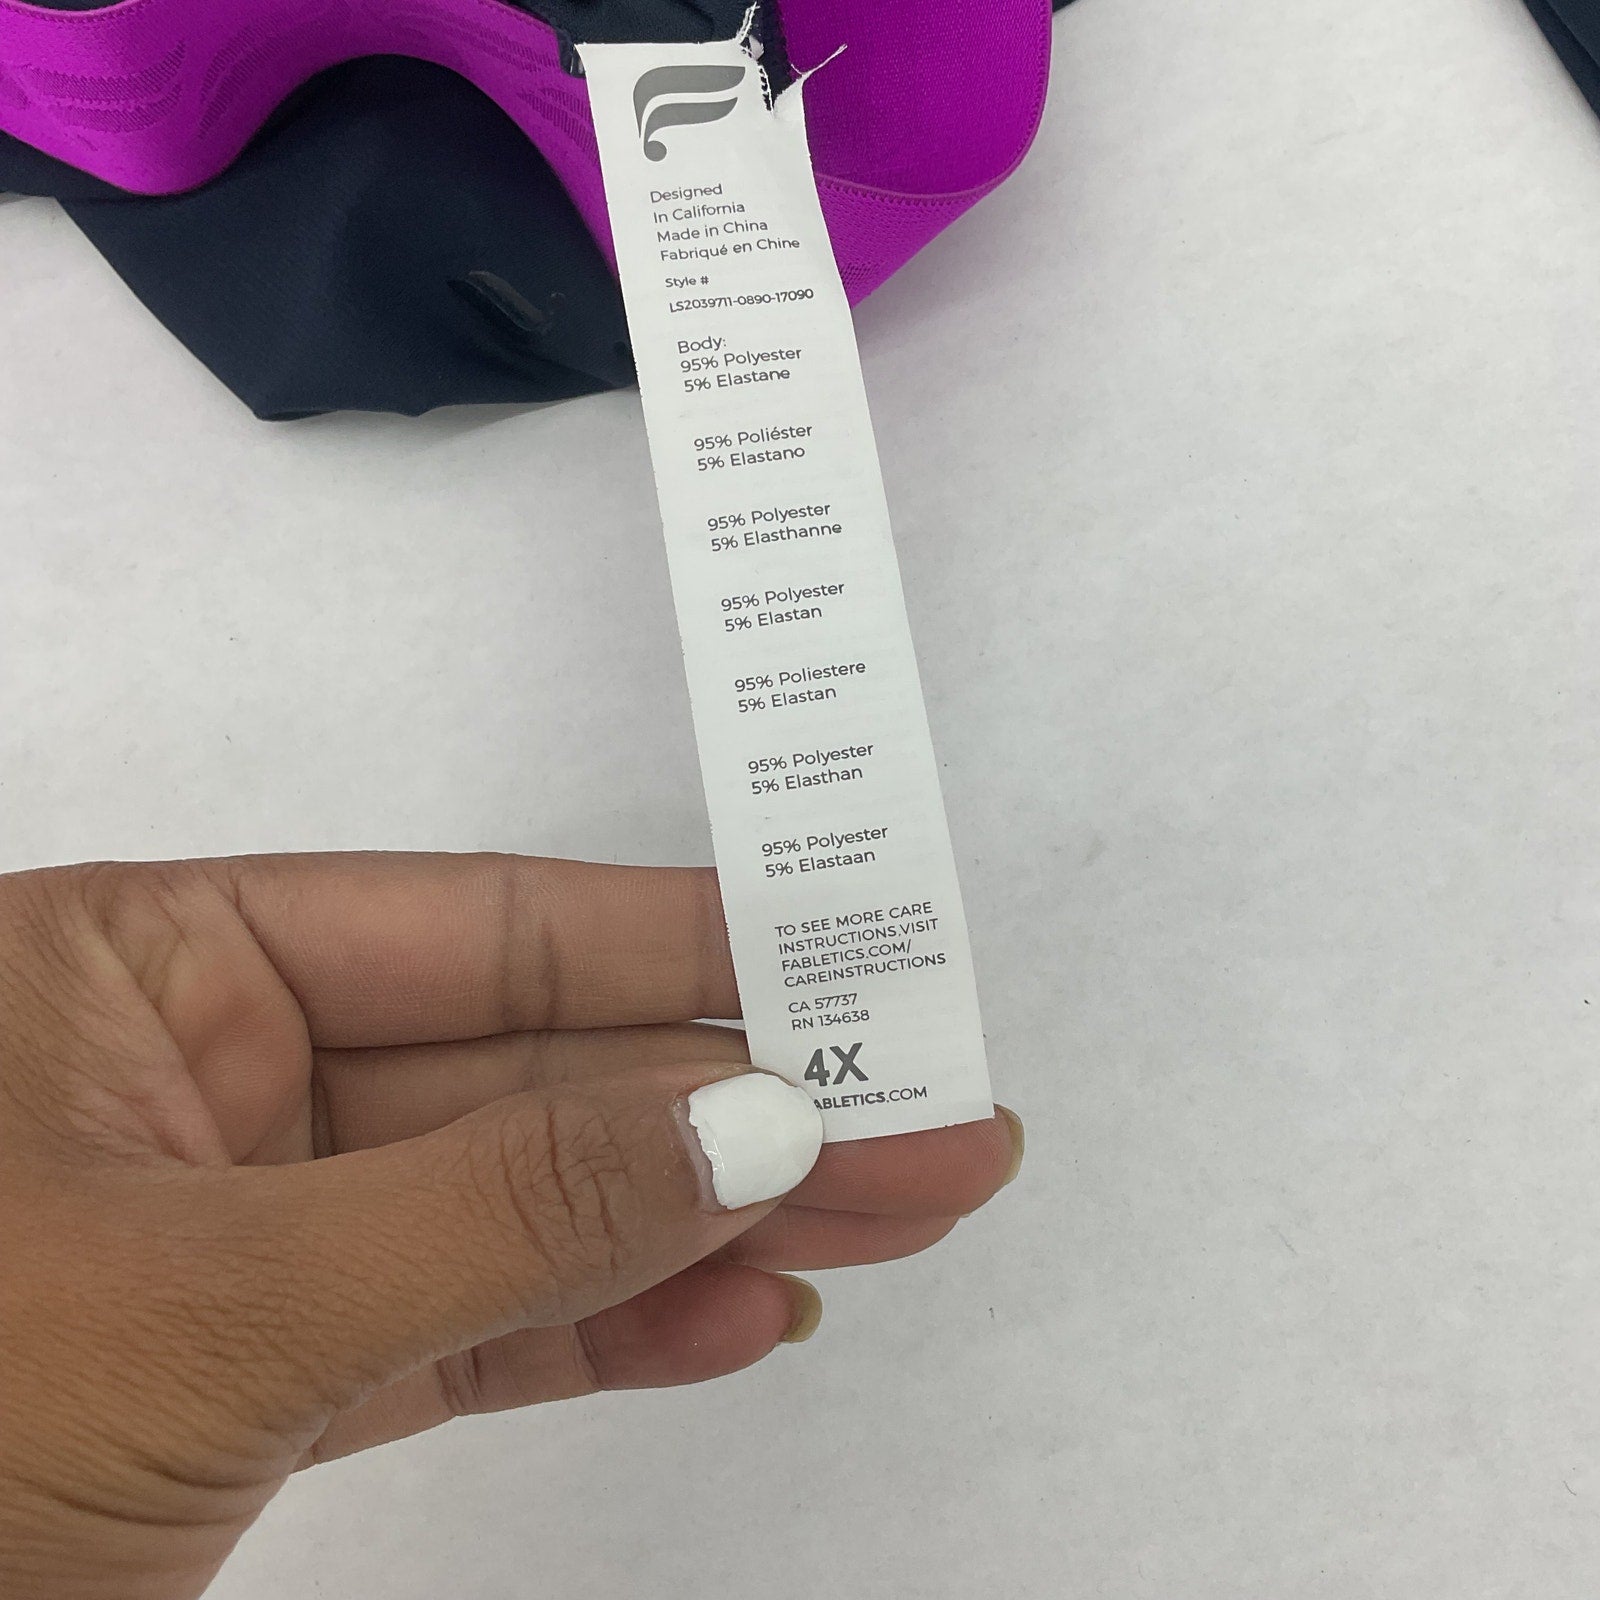 Designed
In California
Made in China
Fabriqué en Chine
Style #
LS2039711-0890-17090
Body:
95% Polyester
5% Elastane
95% Poliéster
5% Elastano
95% Polyester
5% Elasthanne
95% Polyester
5% Elastan
95% Poliestere
5% Elastan
95% Polyester
5% Elasthan
95% Polyester
5% Elastaan
TO SEE MORE CARE
INSTRUCTIONS,VISIT
FABLETICS.COM/
CAREINSTRUCTIONS
CA 57737
RN 134638
4X
ABLETICS.COM